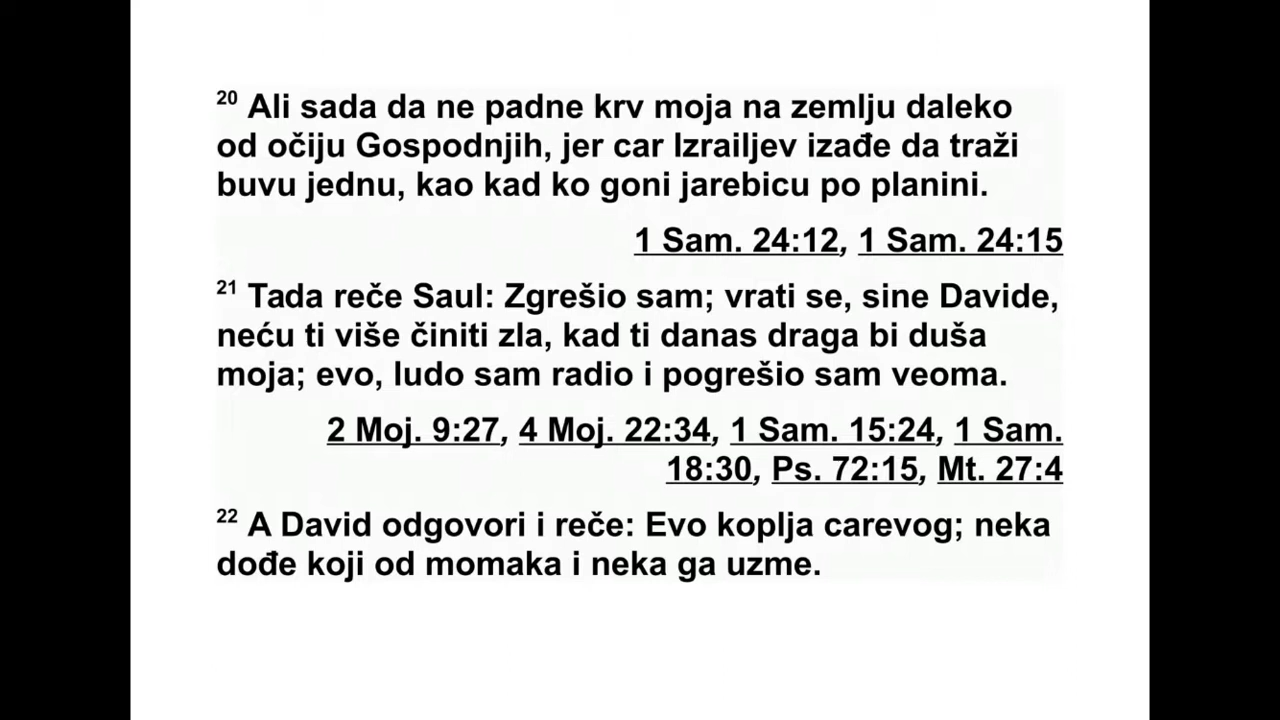 20 Ali sada da ne padne krv moja na zemlju daleko
od očiju Gospodnjih, jer car Izrailjev izađe da traži
buvu jednu, kao kad ko goni jarebicu po planini.
1 Sam. 24:12, 1 Sam. 24:15
21 Tada reče Saul: Zgrešio sam; vrati se, sine Davide,
neću ti više činiti zla, kad ti danas draga bi duša
moja; evo, ludo sam radio i pogrešio sam veoma.
2 Moj. 9:27, 4 Moj. 22:34, 1 Sam. 15:24, 1 Sam.
18:30, Ps. 72:15, Mt. 27:4
22 A David odgovori i reče: Evo koplja carevog; neka
dođe koji od momaka i neka ga uzme.